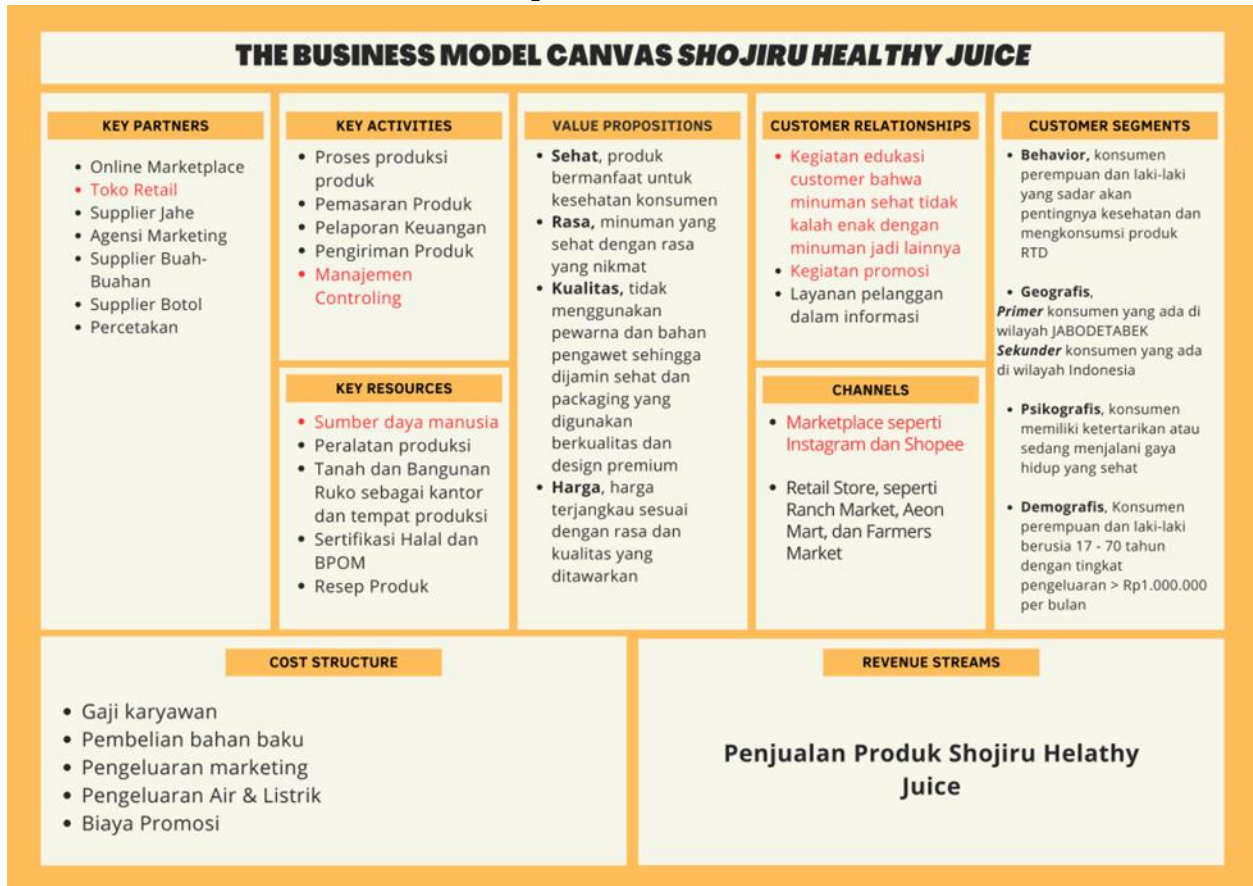 THE BUSINESS MODEL CANVAS SHOJIRU HEALTHY JUICE
KEY PARTNERS
• Online Marketplace
• Toko Retail
• Supplier Jahe
• Agensi Marketing
• Supplier Buah-
Buahan
• Supplier Botol
• Percetakan
KEY ACTIVITIES
• Proses produksi
produk
• Pemasaran Produk
• Pelaporan Keuangan
• Pengiriman Produk
• Manajemen
Controling
KEY RESOURCES
• Sumber daya manusia
• Peralatan produksi
• Tanah dan Bangunan
Ruko sebagai kantor
dan tempat produksi
• Sertifikasi Halal dan
BPOM
• Resep Produk
VALUE PROPOSITIONS
• Sehat, produk
bermanfaat untuk
kesehatan konsumen
• Rasa, minuman yang
sehat dengan rasa
yang nikmat
• Kualitas, tidak
menggunakan
pewarna dan bahan
pengawet sehingga
dijamin sehat dan
packaging yang
digunakan
berkualitas dan
design premium
• Harga, harga
terjangkau sesuai
dengan rasa dan
kualitas yang
ditawarkan
CUSTOMER RELATIONSHIPS
• Kegiatan edukasi
customer bahwa
minuman sehat tidak
kalah enak dengan
minuman jadi lainnya
• Kegiatan promosi
• Layanan pelanggan
dalam informasi
CHANNELS
• Marketplace seperti
Instagram dan Shopee
• Retail Store, seperti
Ranch Market, Aeon
Mart, dan Farmers
Market
CUSTOMER SEGMENTS
• Behavior, konsumen
perempuan dan laki-laki
yang sadar akan
pentingnya kesehatan dan
mengkonsumsi produk
RTD
• Geografis,
Primer konsumen yang ada di
wilayah JABODETABEK
Sekunder konsumen yang ada
di wilayah Indonesia
• Psikografis, konsumen
memiliki ketertarikan atau
sedang menjalani gaya
hidup yang sehat
• Demografis, Konsumen
perempuan dan laki-laki
berusia 17 - 70 tahun
dengan tingkat
pengeluaran > Rp1.000.000
per bulan
COST STRUCTURE
• Gaji karyawan
• Pembelian bahan baku
• Pengeluaran marketing
• Pengeluaran Air & Listrik
• Biaya Promosi
REVENUE STREAMS
Penjualan Produk Shojiru Helathy
Juice